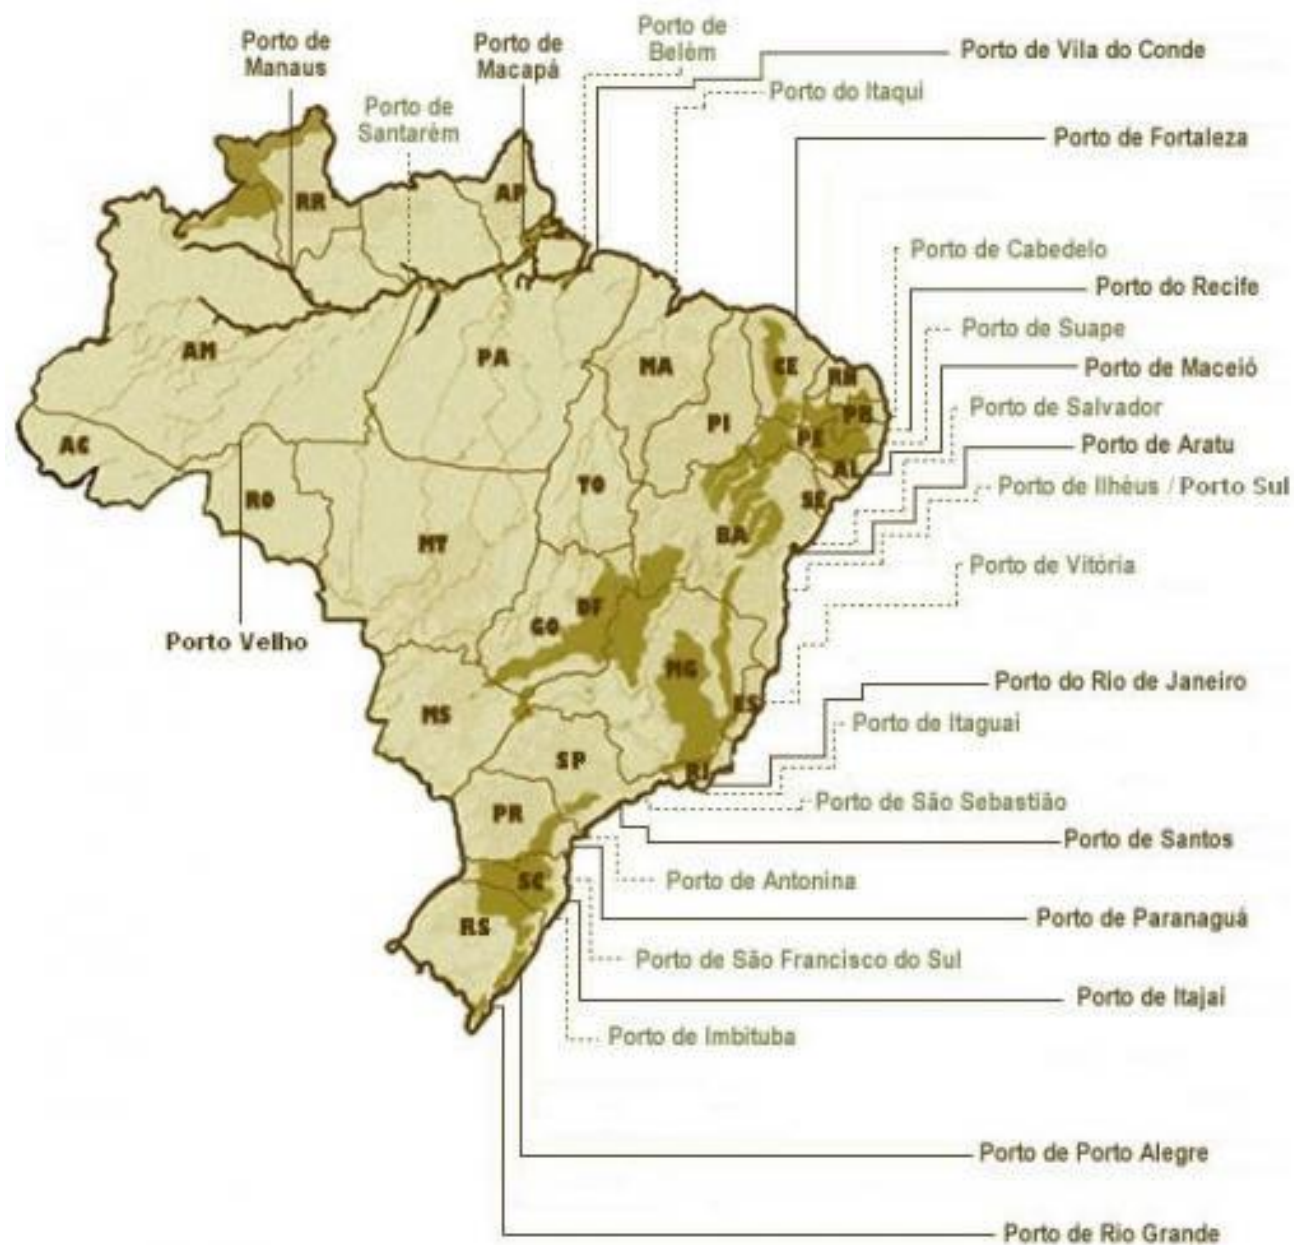 Porto de
Manaus
Porto de
Macapá
Porto de
Belém
Porto de Vila do Conde
Porto de
Santarém
Porto do Itaqui
Porto de Fortaleza
RR
AP
Porto de Cabedelo
Porto do Recife
Porto de Suape
Porto de Maceió
Porto de Salvador
Porto de Aratu
Porto de Ilhéus / Porto Sul
Porto de Vitória
AM
PA
MA
CE
RN
PB
PI
PE
AL
AC
RO
TO
SE
MT
BA
DF
GO
Porto Velho
MG
ES
MS
Porto do Rio de Janeiro
Porto de Itaguai
SP
RJ
Porto de São Sebastião
PR
Porto de Santos
SC
Porto de Antonina
RS
Porto de Paranaguá
Porto de São Francisco do Sul
Porto de Itajai
Porto de Imbituba
Porto de Porto Alegre
Porto de Rio Grande